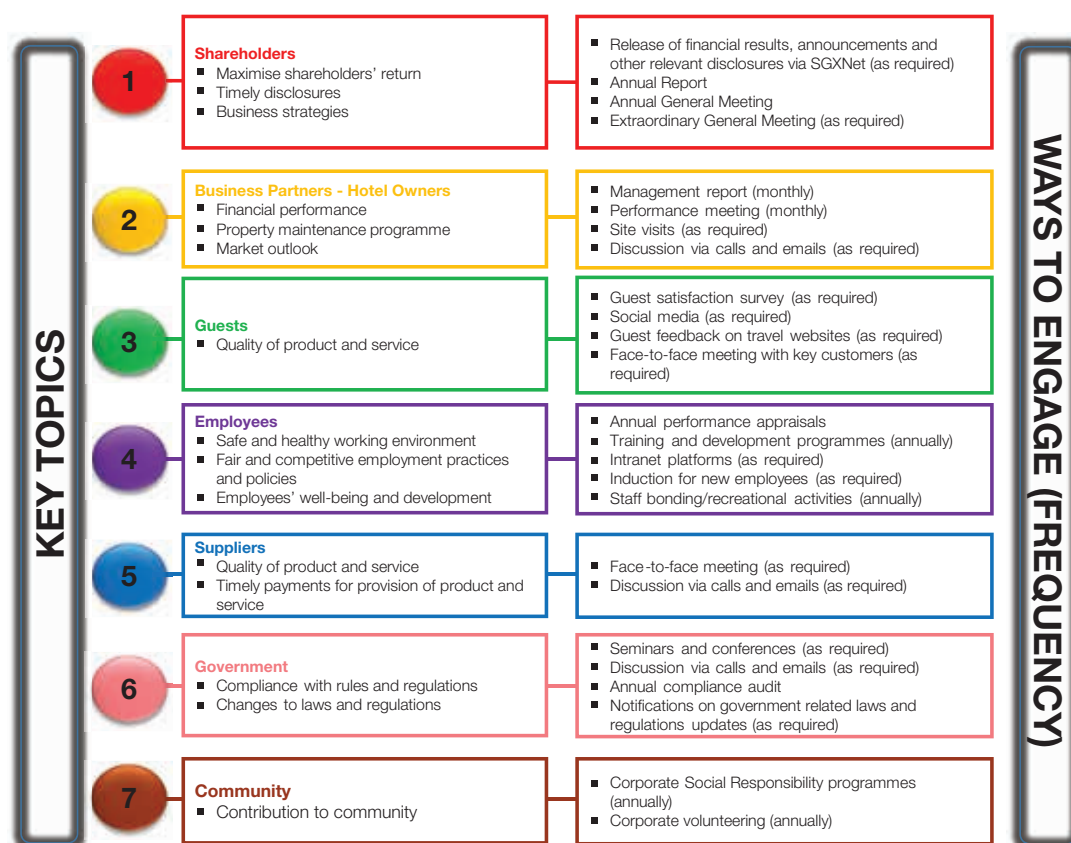 KEY TOPICS
WAYS TO ENGAGE (FREQUENCY)
1
Shareholders
▪ Maximise shareholders' return
▪ Timely disclosures
▪ Business strategies
▪ Release of financial results, announcements and
other relevant disclosures via SGXNet (as required)
▪ Annual Report
▪ Annual General Meeting
▪ Extraordinary General Meeting (as required)
2
Business Partners - Hotel Owners
▪ Financial performance
▪ Property maintenance programme
▪ Market outlook
▪ Management report (monthly)
▪ Performance meeting (monthly)
▪ Site visits (as required)
▪ Discussion via calls and emails (as required)
3
Guests
▪ Quality of product and service
▪ Guest satisfaction survey (as required)
▪ Social media (as required)
▪ Guest feedback on travel websites (as required)
▪ Face-to-face meeting with key customers (as
required)
4
Employees
▪ Safe and healthy working environment
▪ Fair and competitive employment practices
and policies
▪ Employees' well-being and development
▪ Annual performance appraisals
▪ Training and development programmes (annually)
▪ Intranet platforms (as required)
▪ Induction for new employees (as required)
▪ Staff bonding/recreational activities (annually)
5
Suppliers
▪ Quality of product and service
▪ Timely payments for provision of product and
service
▪ Face-to-face meeting (as required)
▪ Discussion via calls and emails (as required)
6
Government
▪ Compliance with rules and regulations
▪ Changes to laws and regulations
▪ Seminars and conferences (as required)
▪ Discussion via calls and emails (as required)
▪ Annual compliance audit
▪ Notifications on government related laws and
regulations updates (as required)
7
Community
▪ Contribution to community
▪ Corporate Social Responsibility programmes
(annually)
▪ Corporate volunteering (annually)